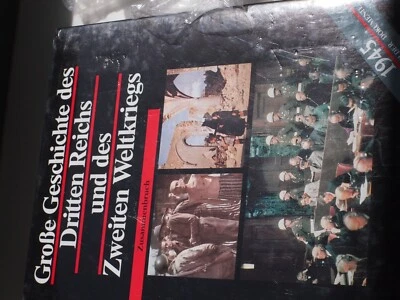 Große Geschichte des
Dritten Reichs
und des
Zweiten Weltkriegs
Zusammenbruch
1945